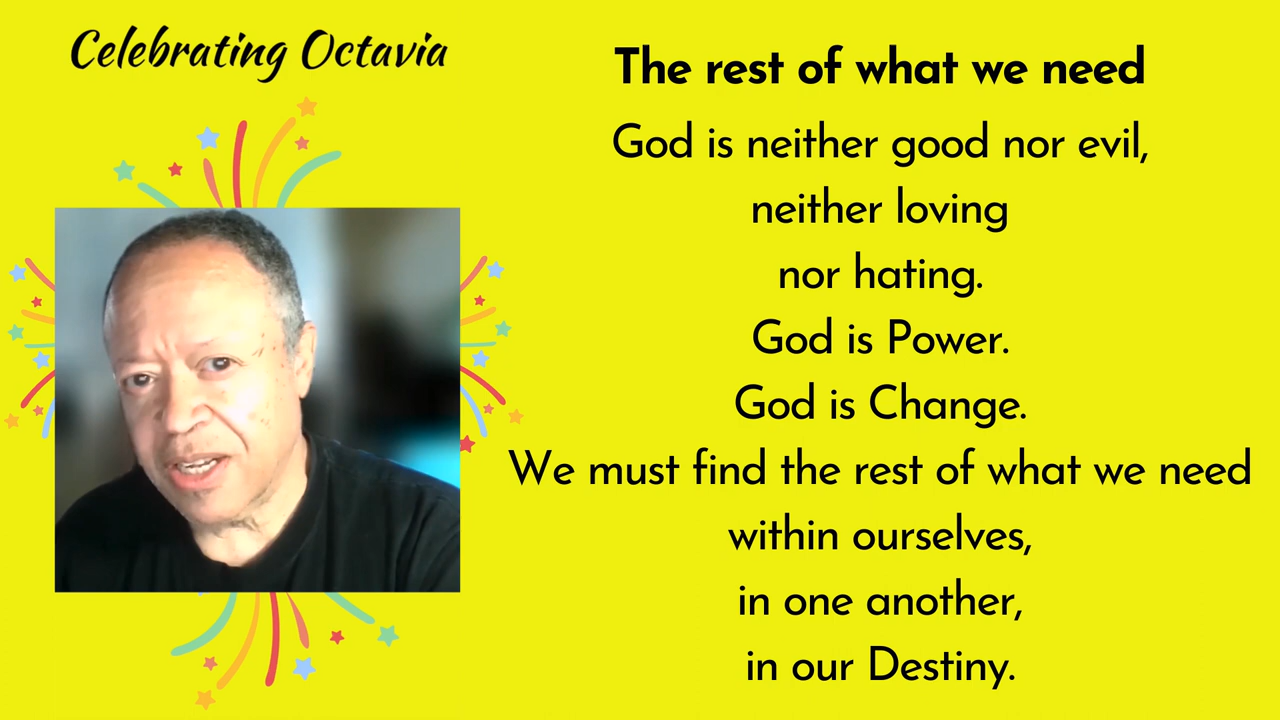 Celebrating Octavia
The rest of what we need
God is neither good nor evil,
neither loving
nor hating.
God is Power.
God is Change.
We must find the rest of what we need
within ourselves,
in one another,
in our Destiny.